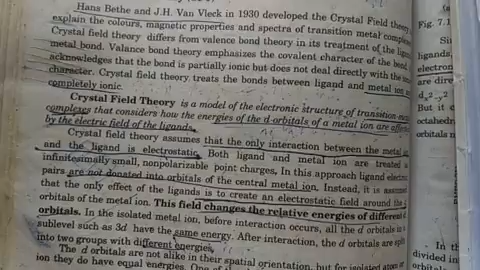 Hans Bethe and J.H. Van Vleck in 1930 developed the Crystal Field theory
explain the colours, magnetic properties and spectra of transition metal
Crystal field theory differs from valence bond theory in its treatment of the
metal bond. Valance bond theory emphasizes the covalent character of the bond,
acknowledges that the bond is partially ionic but does not deal directly with the
character. Crystal field theory treats the bonds between ligand and metal ion
completely ionic.
Crystal Field Theory is a model of the electronic structure of
complexes that considers how the energies of the d-orbitals of a metal ion are
by the electric field of the ligands.
Crystal field theory assumes that the only interaction between the metal
and the ligand is electrostatic. Both ligand and metal ion are treated
infinitesimally small, nonpolarizable point charges. In this approach ligand
pairs are not donated into orbitals of the central metal ion. Instead, it is
that the only effect of the ligands is to create an electrostatic field around
orbitals of the metal ion. This field changes the relative energies of different
orbitals. In the isolated metal ion, before interaction occurs, all the d orbitals in
sublevel such as 3d have the same energy. After interaction, the d orbitals are
into two groups with different energies.
The d orbitals are not alike in their spatial orientation, but for isolated
ion they do have equal energies.
Fig. 7.1
ligands,
electron
are dire
But it
octahedr
orbitals
In th
divided in
orbitals